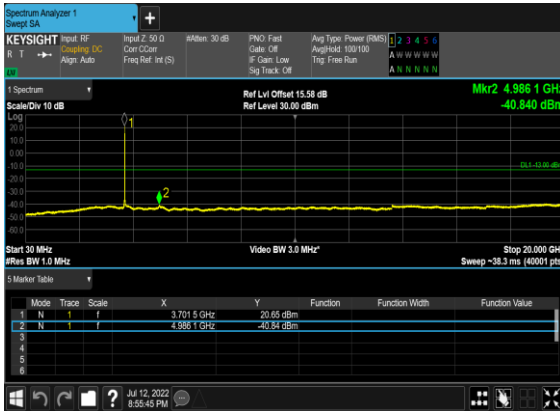 Spectrum Analyzer 1
Swept SA
+
KEYSIGHT
R T
Input: RF
Coupling: DC
Align: Auto
Input Z: 50 Ω
Corr CCorr
Freq Ref: Int (S)
#Atten: 30 dB
PNO: Fast
Gate: Off
IF Gain: Low
Sig Track: Off
Avg Type: Power (RMS)
Avg|Hold: 100/100
Trig: Free Run
1 2 3 4 5 6
A W W W W W
A N N N N N
1 Spectrum
Scale/Div 10 dB
Ref Lvl Offset 15.58 dB
Ref Level 30.00 dBm
Mkr2 4.986 1 GHz
-40.840 dBm
Log
20.0
10.0
0.00
-10.0
-20.0
-30.0
-40.0
-50.0
-60.0
1
2
DL1 -13.00 dBm
Start 30 MHz
#Res BW 1.0 MHz
Video BW 3.0 MHz*
Stop 20.000 GHz
Sweep ~38.3 ms (40001 pts)
5 Marker Table
Mode Trace Scale X Y Function Function Width Function Value
1 N 1 f 3.701 5 GHz 20.65 dBm
2 N 1 f 4.986 1 GHz -40.84 dBm
3
4
5
6
?
Jul 12, 2022
8:55:45 PM